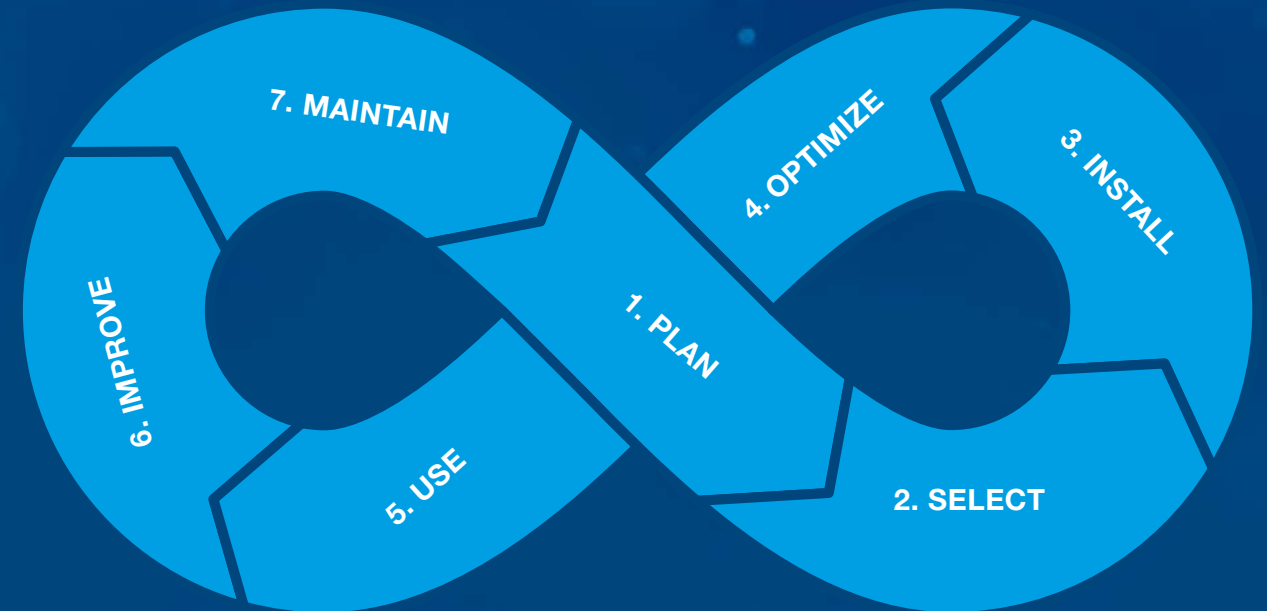 1. PLAN
2. SELECT
3. INSTALL
4. OPTIMIZE
5. USE
6. IMPROVE
7. MAINTAIN